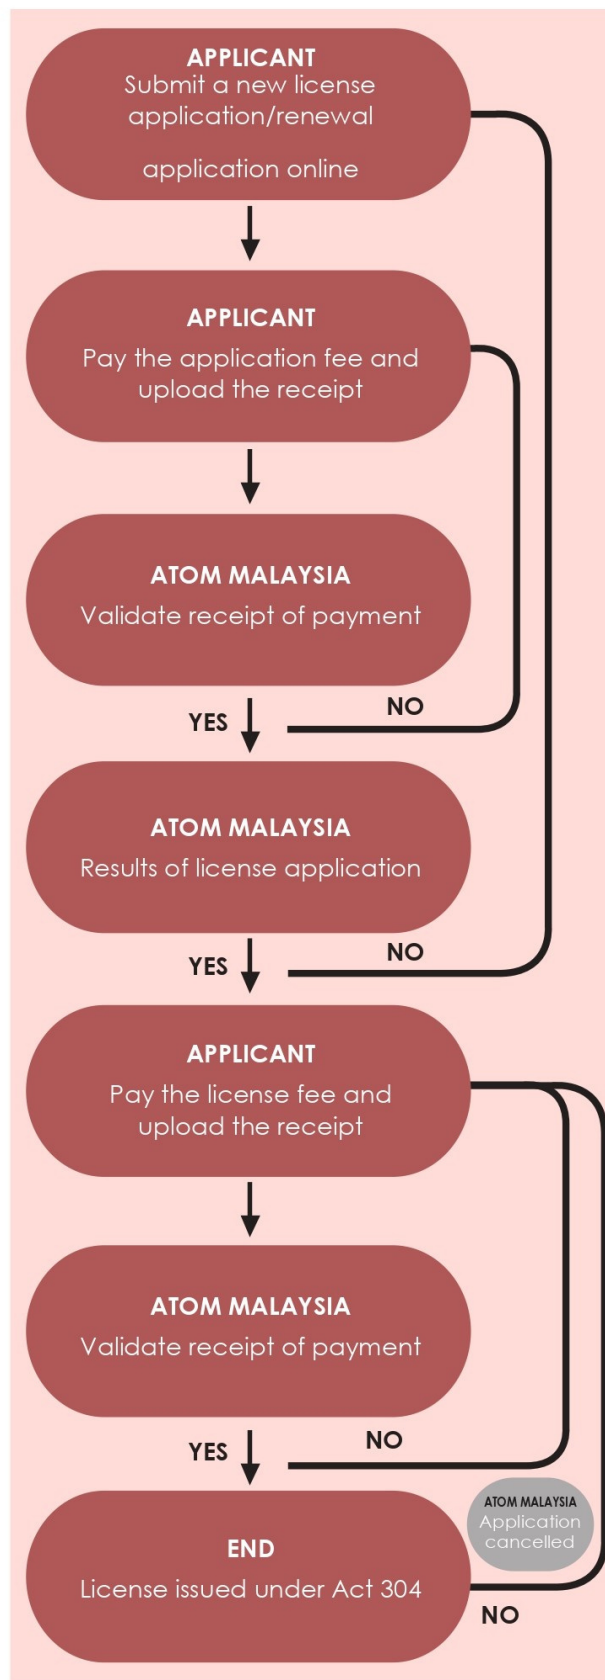 APPLICANT
Submit a new license
application/renewal
application online
APPLICANT
Pay the application fee and
upload the receipt
ATOM MALAYSIA
Validate receipt of payment
YES
NO
ATOM MALAYSIA
Results of license application
YES
NO
APPLICANT
Pay the license fee and
upload the receipt
ATOM MALAYSIA
Validate receipt of payment
YES
NO
ATOM MALAYSIA
Application
cancelled
END
License issued under Act 304
NO